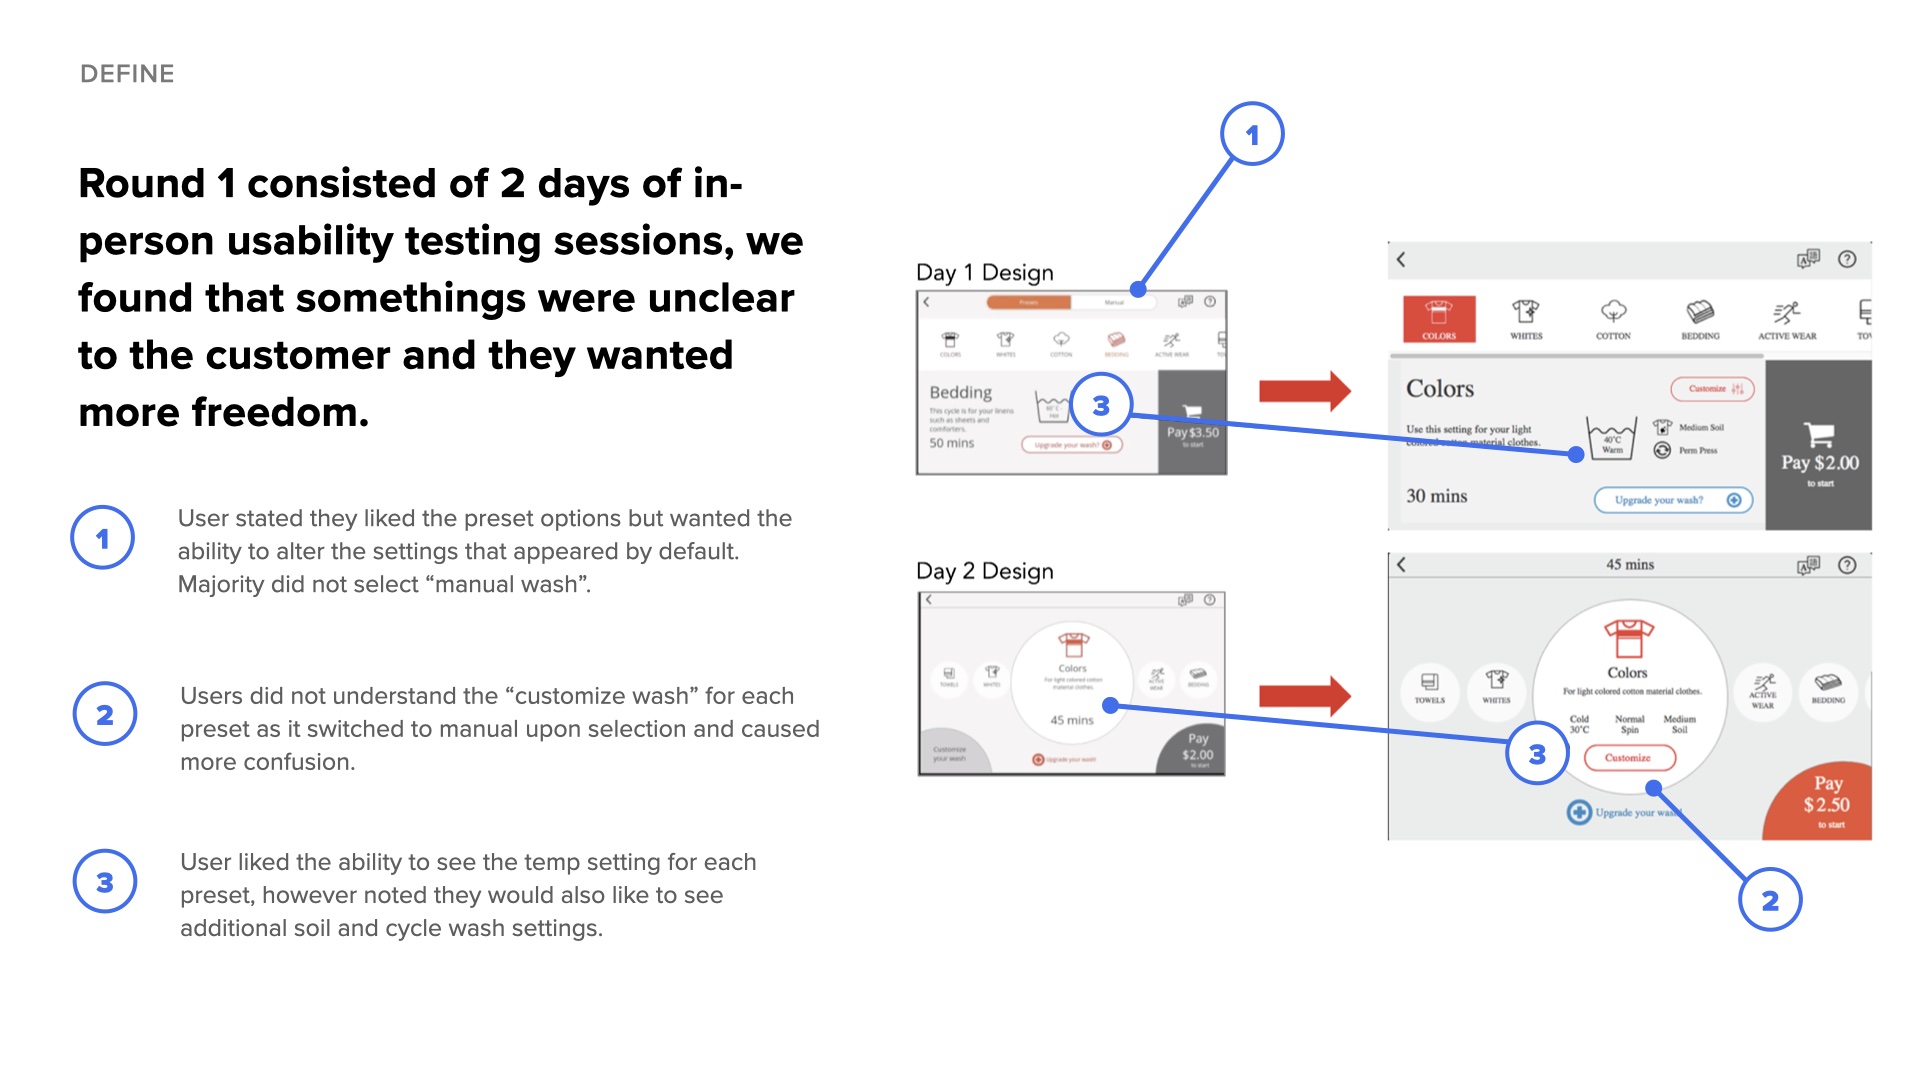 DEFINE
Round 1 consisted of 2 days of in-
person usability testing sessions, we
found that somethings were unclear
to the customer and they wanted
more freedom.
1
User stated they liked the preset options but wanted the
ability to alter the settings that appeared by default.
Majority did not select “manual wash”.
2
Users did not understand the “customize wash” for each
preset as it switched to manual upon selection and caused
more confusion.
3
User liked the ability to see the temp setting for each
preset, however noted they would also like to see
additional soil and cycle wash settings.
1
Day 1 Design
Presets
Manual
COLORS
WHITES
COTTON
BEDDING
ACTIVE WEAR
Bedding
This cycle is for your linens
such as sheets and
comforters.
50 mins
3
Upgrade your wash?
Pay $3.50
to start
COLORS
WHITES
COTTON
BEDDING
ACTIVE WEAR
TOW
Colors
Customize
Use this setting for your light
colored cotton material clothes.
40°C
Warm
Medium Soil
Perm Press
30 mins
Upgrade your wash?
Pay $2.00
to start
Day 2 Design
TOWELS
WHITES
Colors
For light colored cotton
material clothes.
45 mins
ACTIVE
WEAR
BEDDING
Customize
your wash
Upgrade your wash?
Pay
$2.00
to start
45 mins
TOWELS
WHITES
Colors
For light colored cotton material clothes.
Cold
30°C
Normal
Spin
Medium
Soil
Customize
ACTIVE
WEAR
BEDDING
3
Upgrade your wash?
Pay
$2.50
to start
2